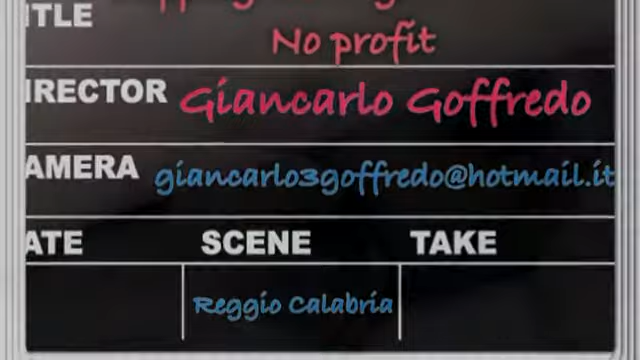 ITLE
No profit
IRECTOR Giancarlo Goffredo
AMERA giancarlo3goffredo@hotmail.it
ATE SCENE TAKE
Reggio Calabria